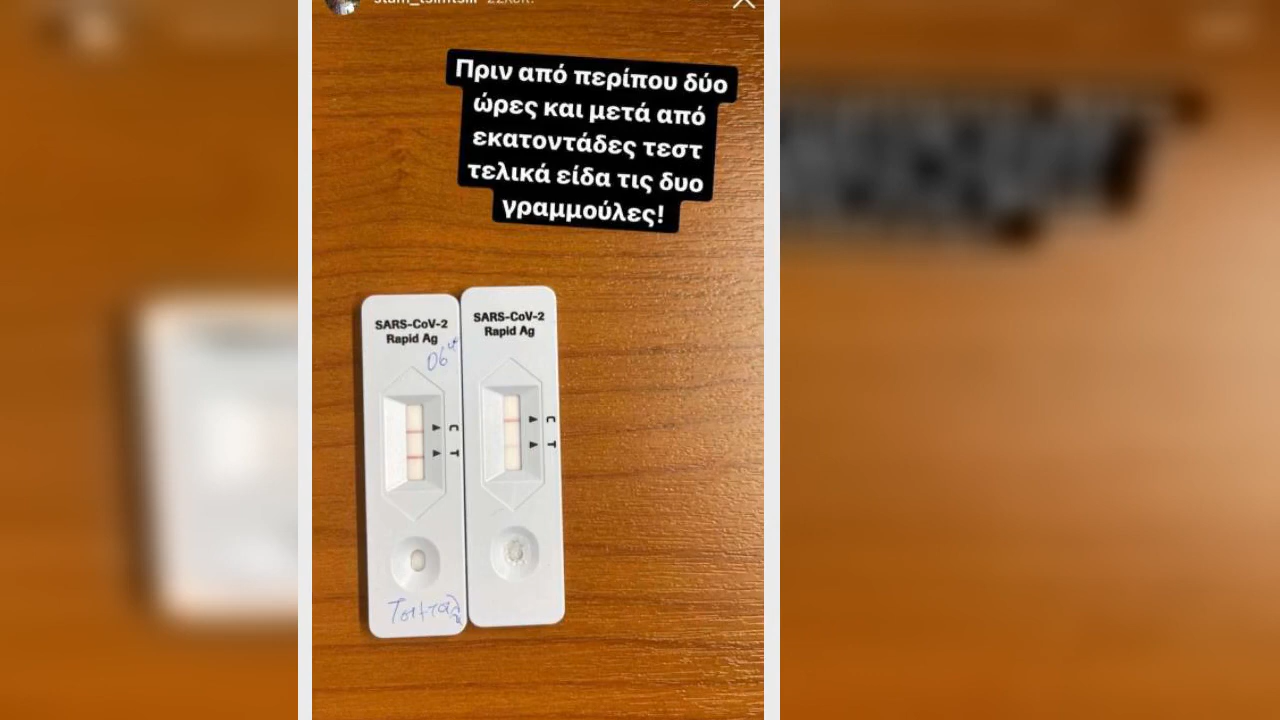 Πριν από περίπου δύο
ώρες και μετά από
εκατοντάδες τεστ
τελικά είδα τις δυο
γραμμούλες!
SARS-CoV-2
Rapid Ag
C
T
SARS-CoV-2
Rapid Ag
C
T